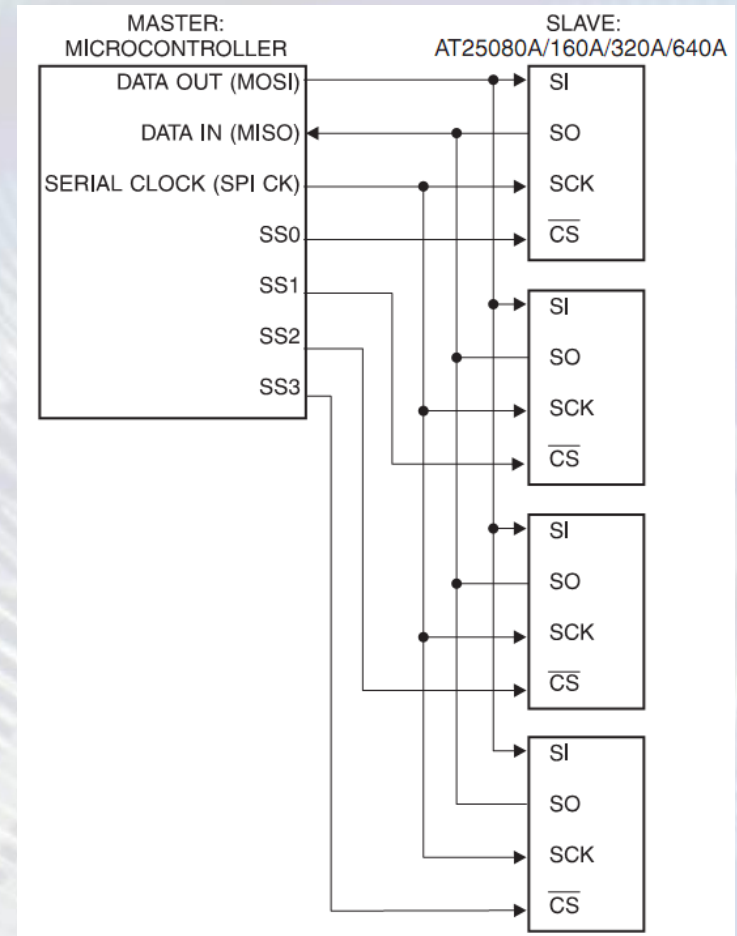 MASTER:
MICROCONTROLLER
SLAVE:
AT25080A/160A/320A/640A
DATA OUT (MOSI)
DATA IN (MISO)
SERIAL CLOCK (SPI CK)
SS0
SS1
SS2
SS3
SI
SO
SCK
CS
SI
SO
SCK
CS
SI
SO
SCK
CS
SI
SO
SCK
CS